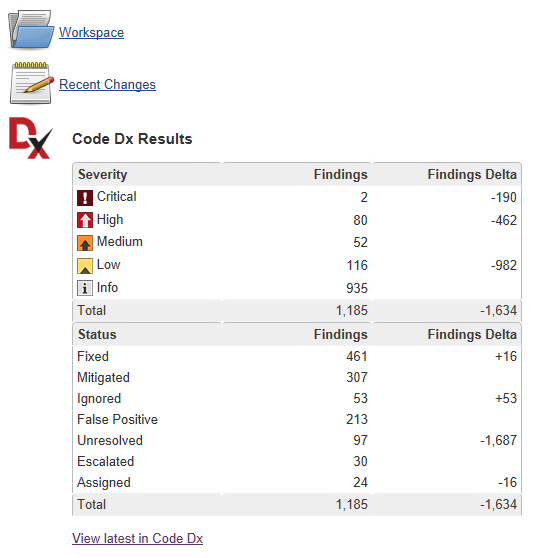 Workspace
Recent Changes
Dx
Code Dx Results
Severity Findings Findings Delta
Critical 2 -190
High 80 -462
Medium 52
Low 116 -982
Info 935
Total 1,185 -1,634
Status Findings Findings Delta
Fixed 461 +16
Mitigated 307
Ignored 53 +53
False Positive 213
Unresolved 97 -1,687
Escalated 30
Assigned 24 -16
Total 1,185 -1,634
View latest in Code Dx